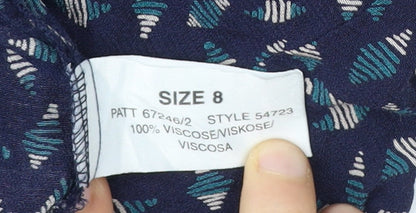 SIZE 8
PATT 67246/2 STYLE 54723
100% VISCOSE/VISKOSE/
VISCOSA